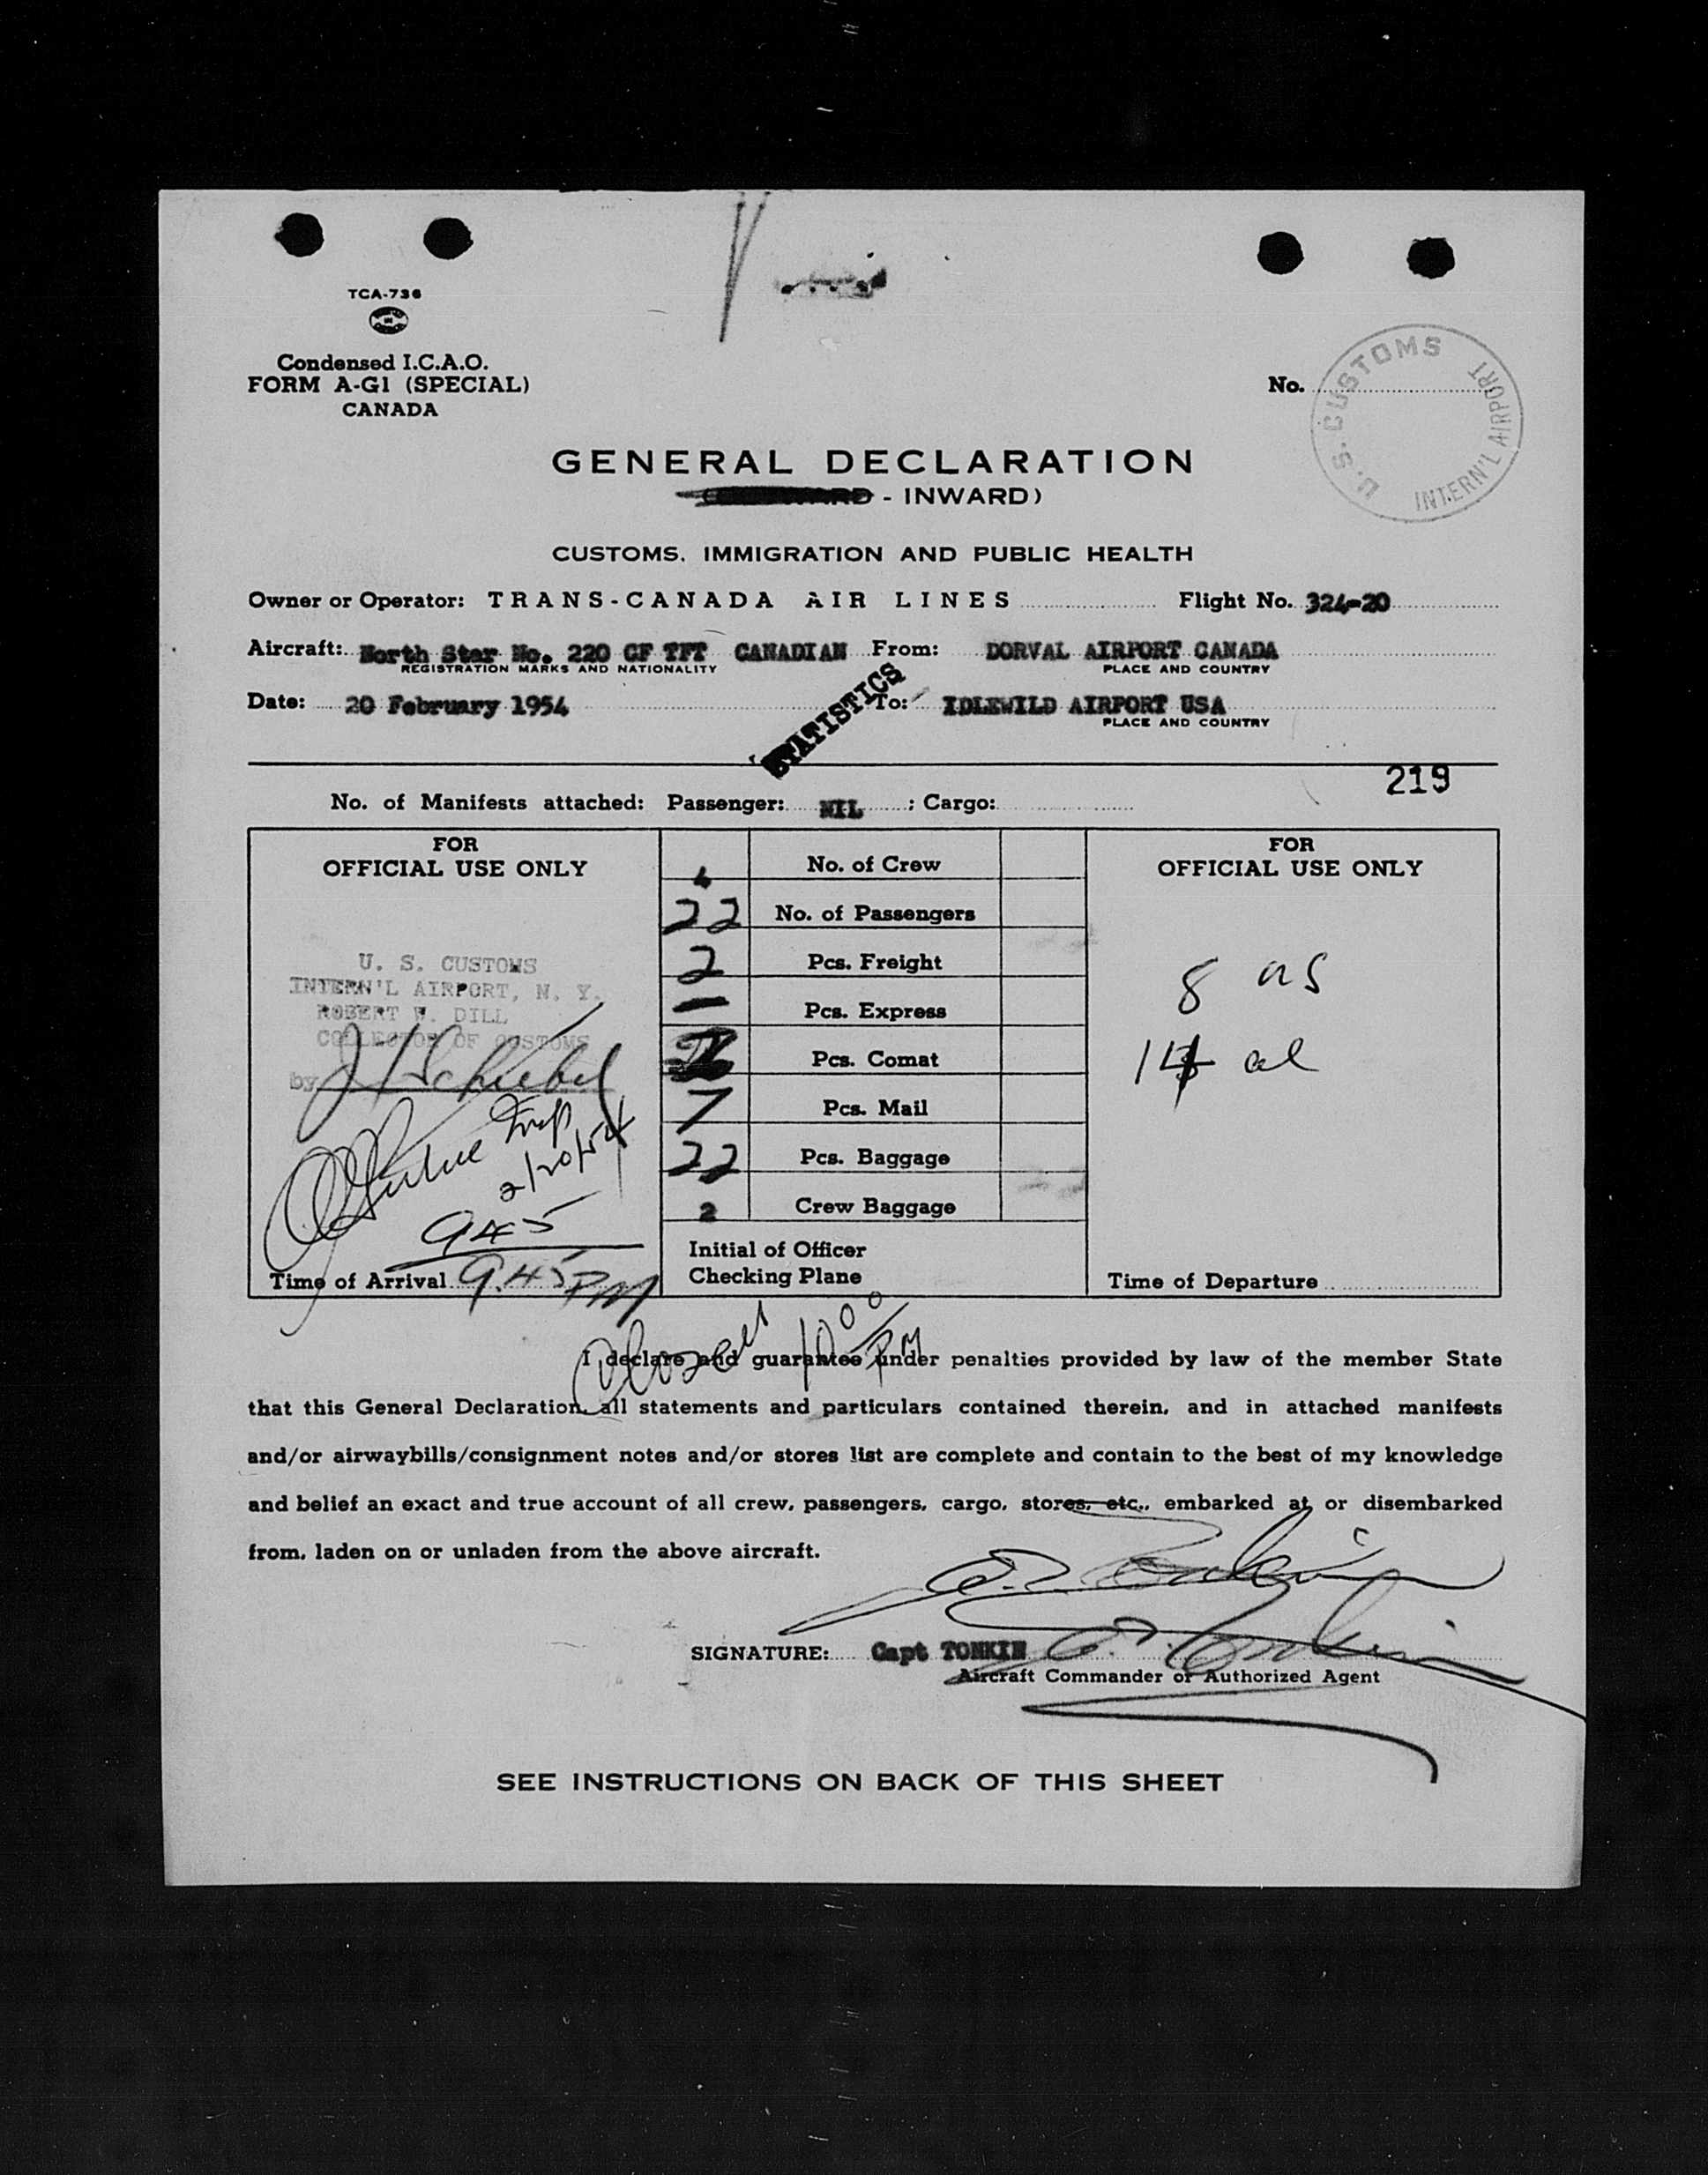 TCA-736
Condensed I.C.A.O.
FORM A-G1 (SPECIAL)
CANADA
No.
U.S. CUSTOMS
INTERN'L AIRPORT
GENERAL DECLARATION
- INWARD)
CUSTOMS, IMMIGRATION AND PUBLIC HEALTH
Owner or Operator: TRANS-CANADA AIR LINES Flight No. 324-20
Aircraft: North Star No. 220 CF TFT CANADIAN From: DORVAL AIRPORT CANADA
REGISTRATION MARKS AND NATIONALITY PLACE AND COUNTRY
Date: 20 February 1954 To: IDLEWILD AIRPORT USA
PLACE AND COUNTRY
STATISTICS
219
No. of Manifests attached: Passenger: NIL ; Cargo:
FOR
OFFICIAL USE ONLY
U. S. CUSTOMS
INTERN'L AIRPORT, N. Y.
ROBERT W. DILL
COLLECTOR OF CUSTOMS
by
2/20/54
945
Time of Arrival 9.45 PM
No. of Crew
22 No. of Passengers
2 Pcs. Freight
— Pcs. Express
Pcs. Comat
7 Pcs. Mail
22 Pcs. Baggage
2 Crew Baggage
Initial of Officer
Checking Plane
FOR
OFFICIAL USE ONLY
8 us
14 al
Time of Departure
Closed 10 00 PM
I declare and guarantee under penalties provided by law of the member State
that this General Declaration, all statements and particulars contained therein, and in attached manifests
and/or airwaybills/consignment notes and/or stores list are complete and contain to the best of my knowledge
and belief an exact and true account of all crew, passengers, cargo, stores, etc., embarked at or disembarked
from, laden on or unladen from the above aircraft.
SIGNATURE: Capt TONKIN
Aircraft Commander or Authorized Agent
SEE INSTRUCTIONS ON BACK OF THIS SHEET